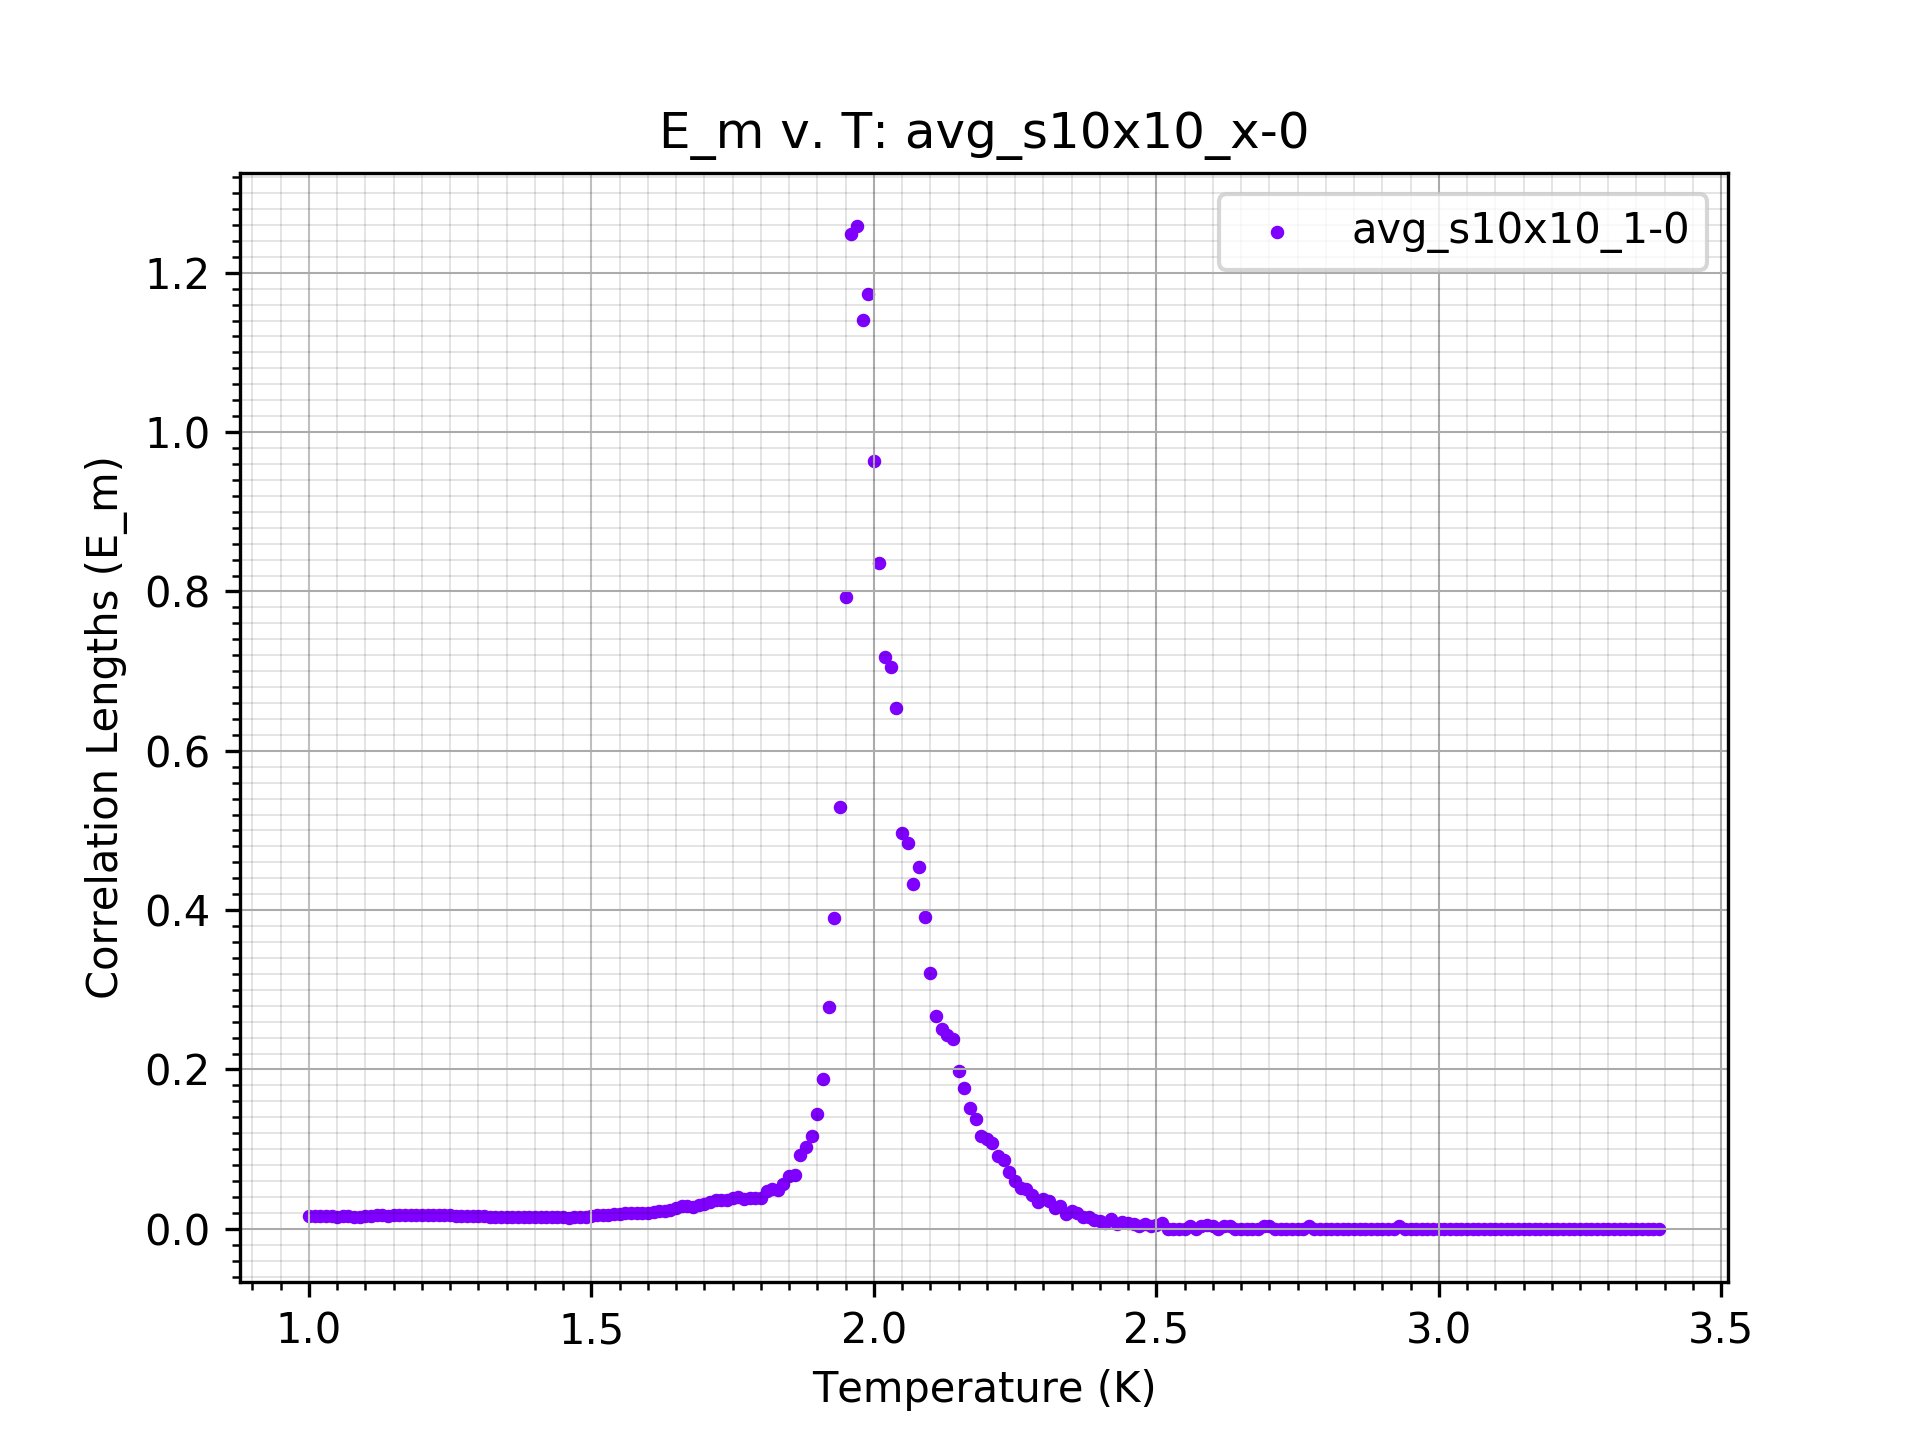 E_m v. T: avg_s10x10_x-0
avg_s10x10_1-0
Correlation Lengths (E_m)
1.2
1.0
0.8
0.6
0.4
0.2
0.0
1.0 1.5 2.0 2.5 3.0 3.5
Temperature (K)